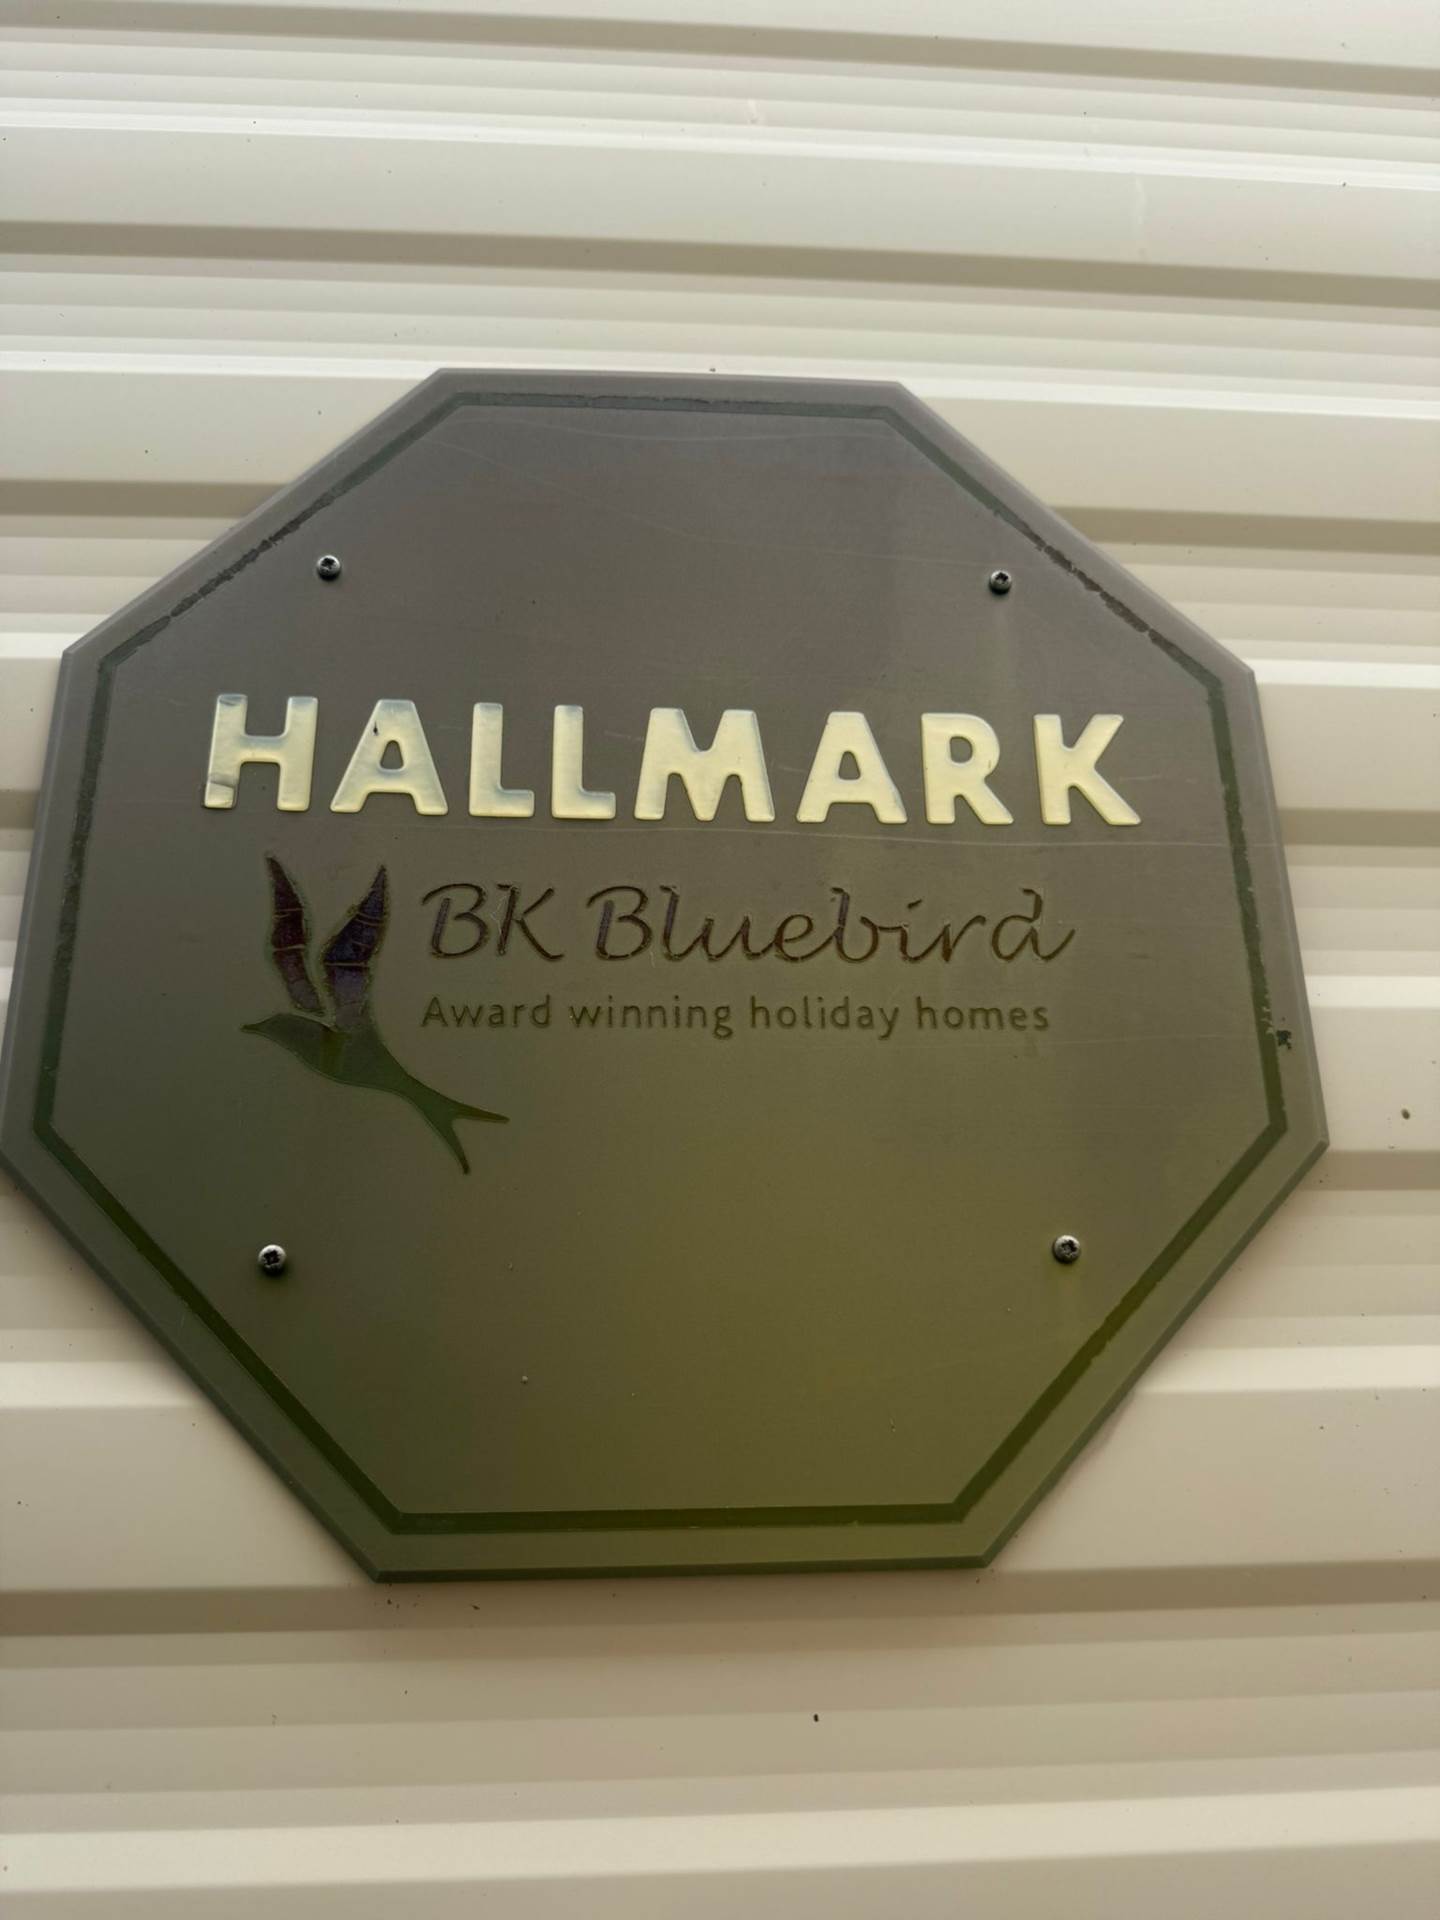 HALLMARK
BK Bluebird
Award winning holiday homes